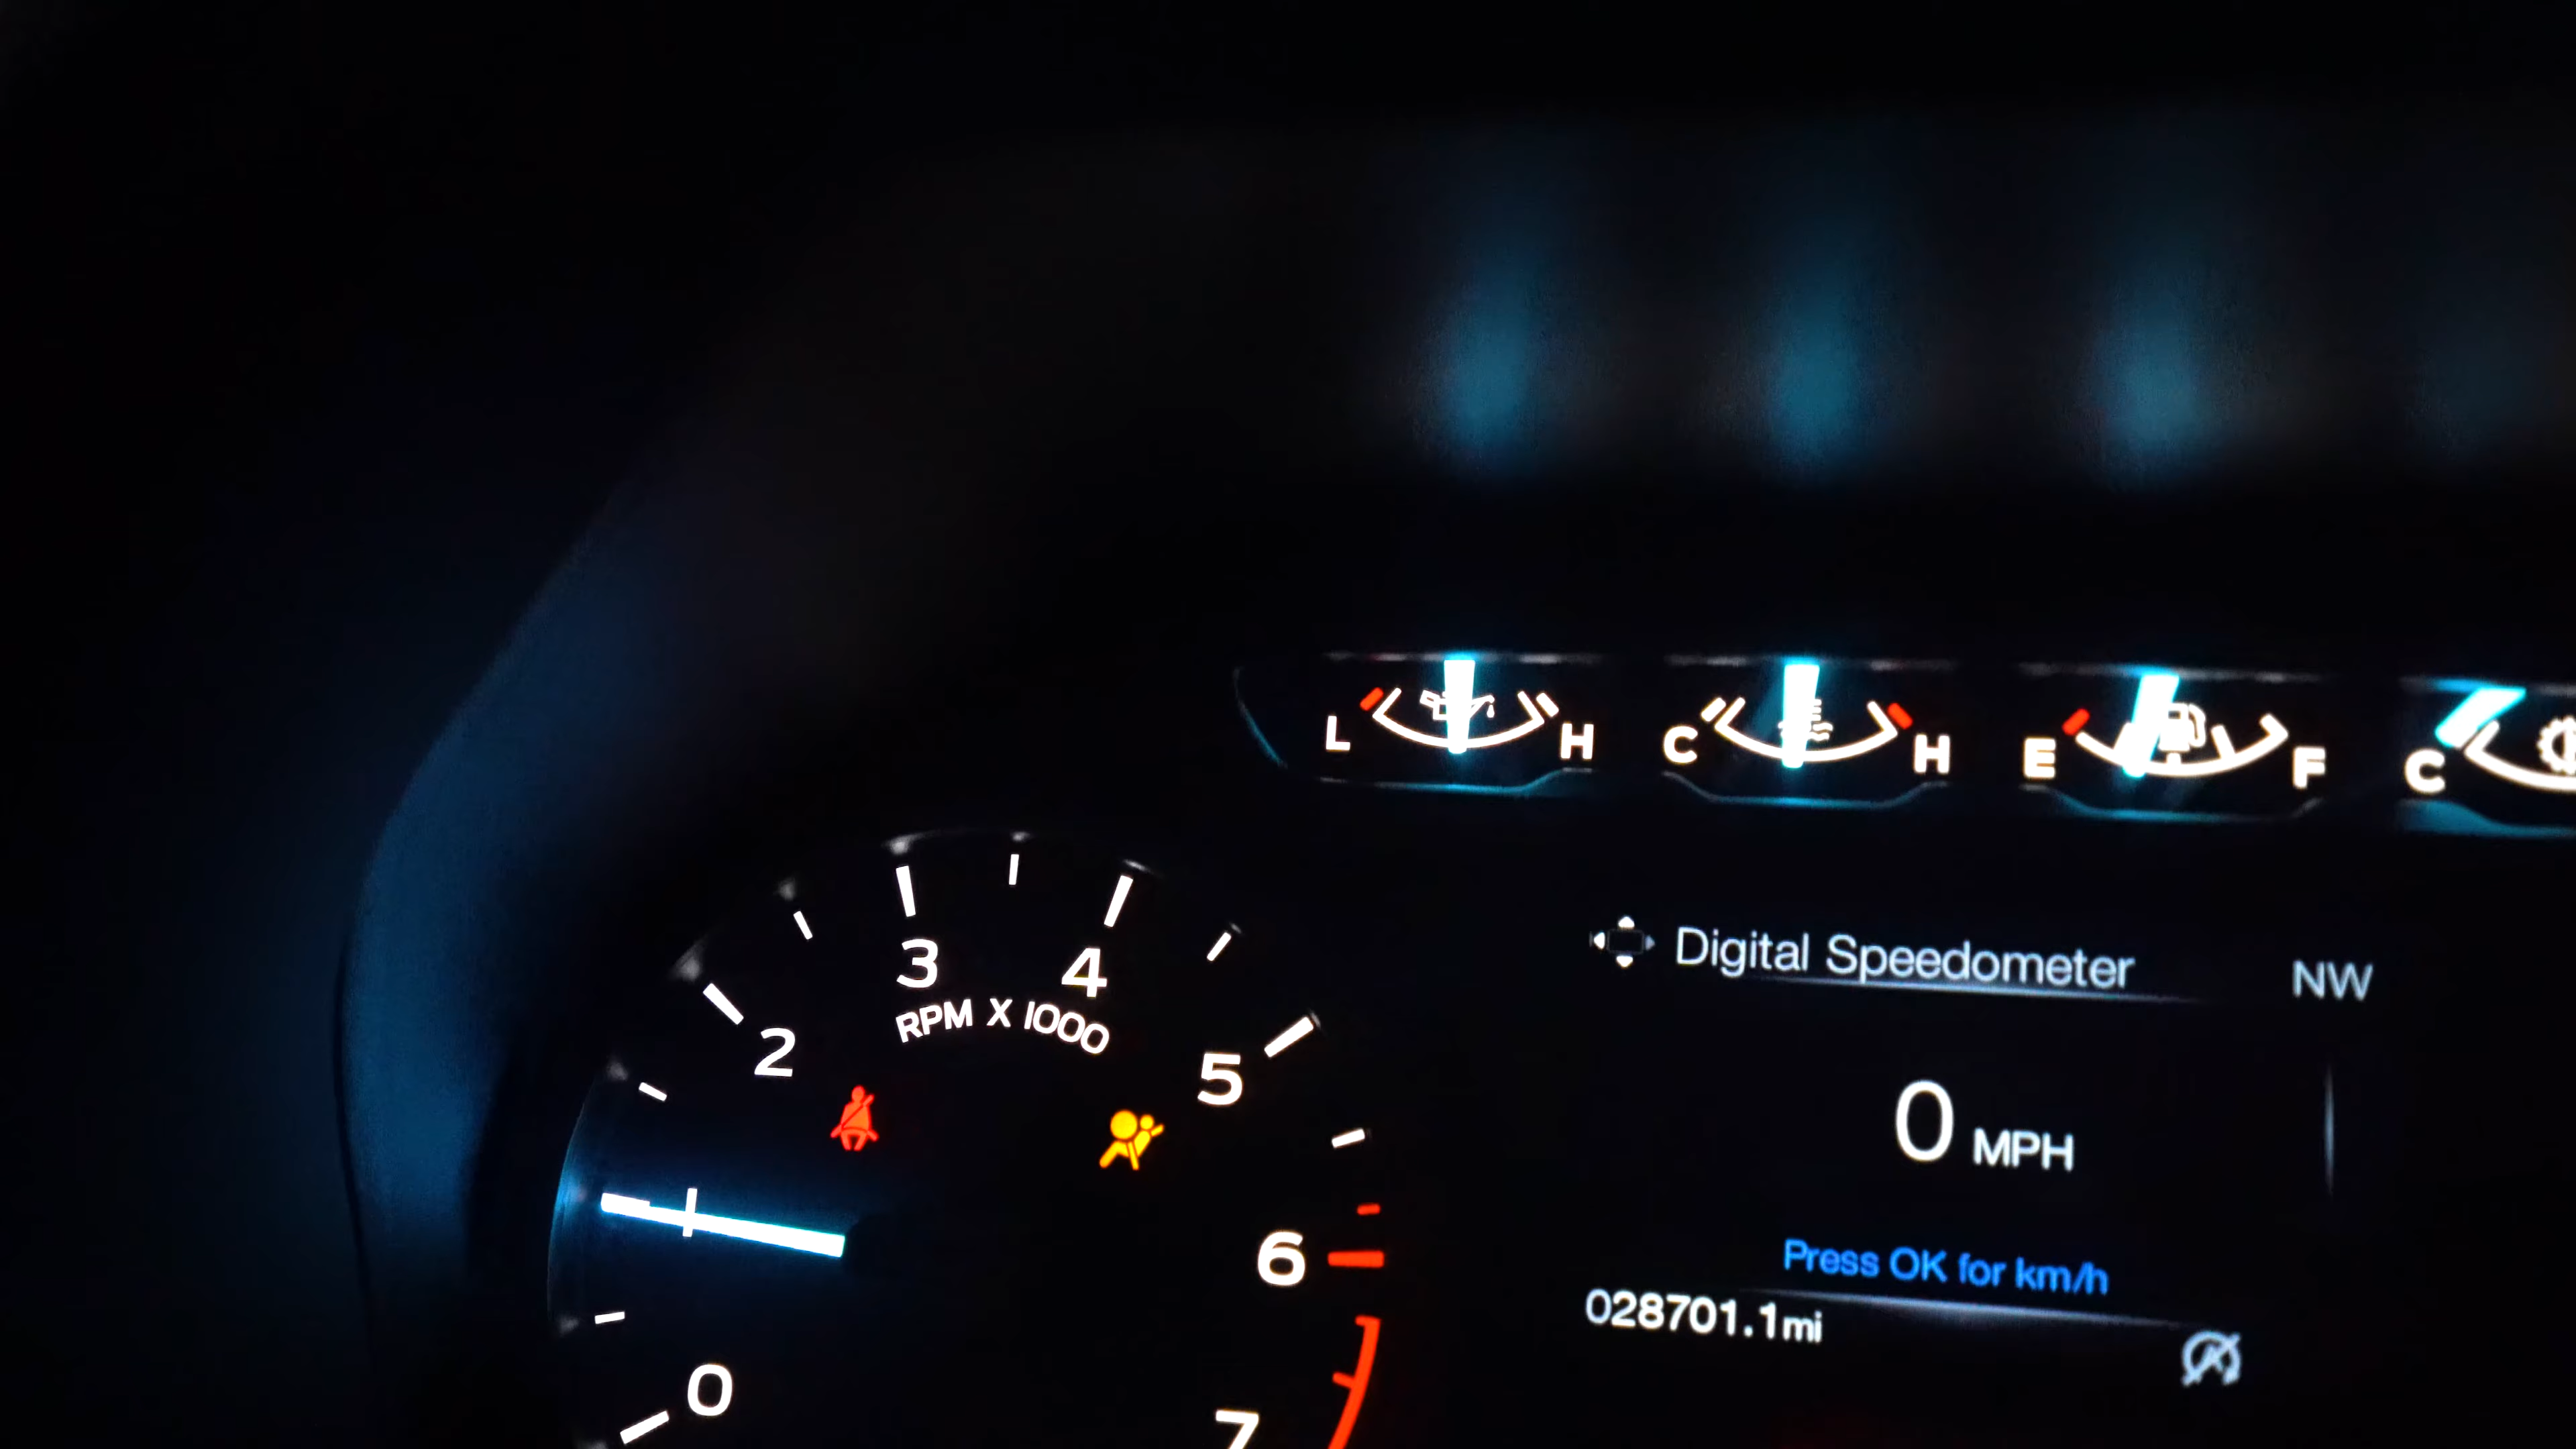 L H C H E F C
3 4
RPM X 1000
2 5
1
6
0
7
Digital Speedometer NW
0 MPH
Press OK for km/h
028701.1mi